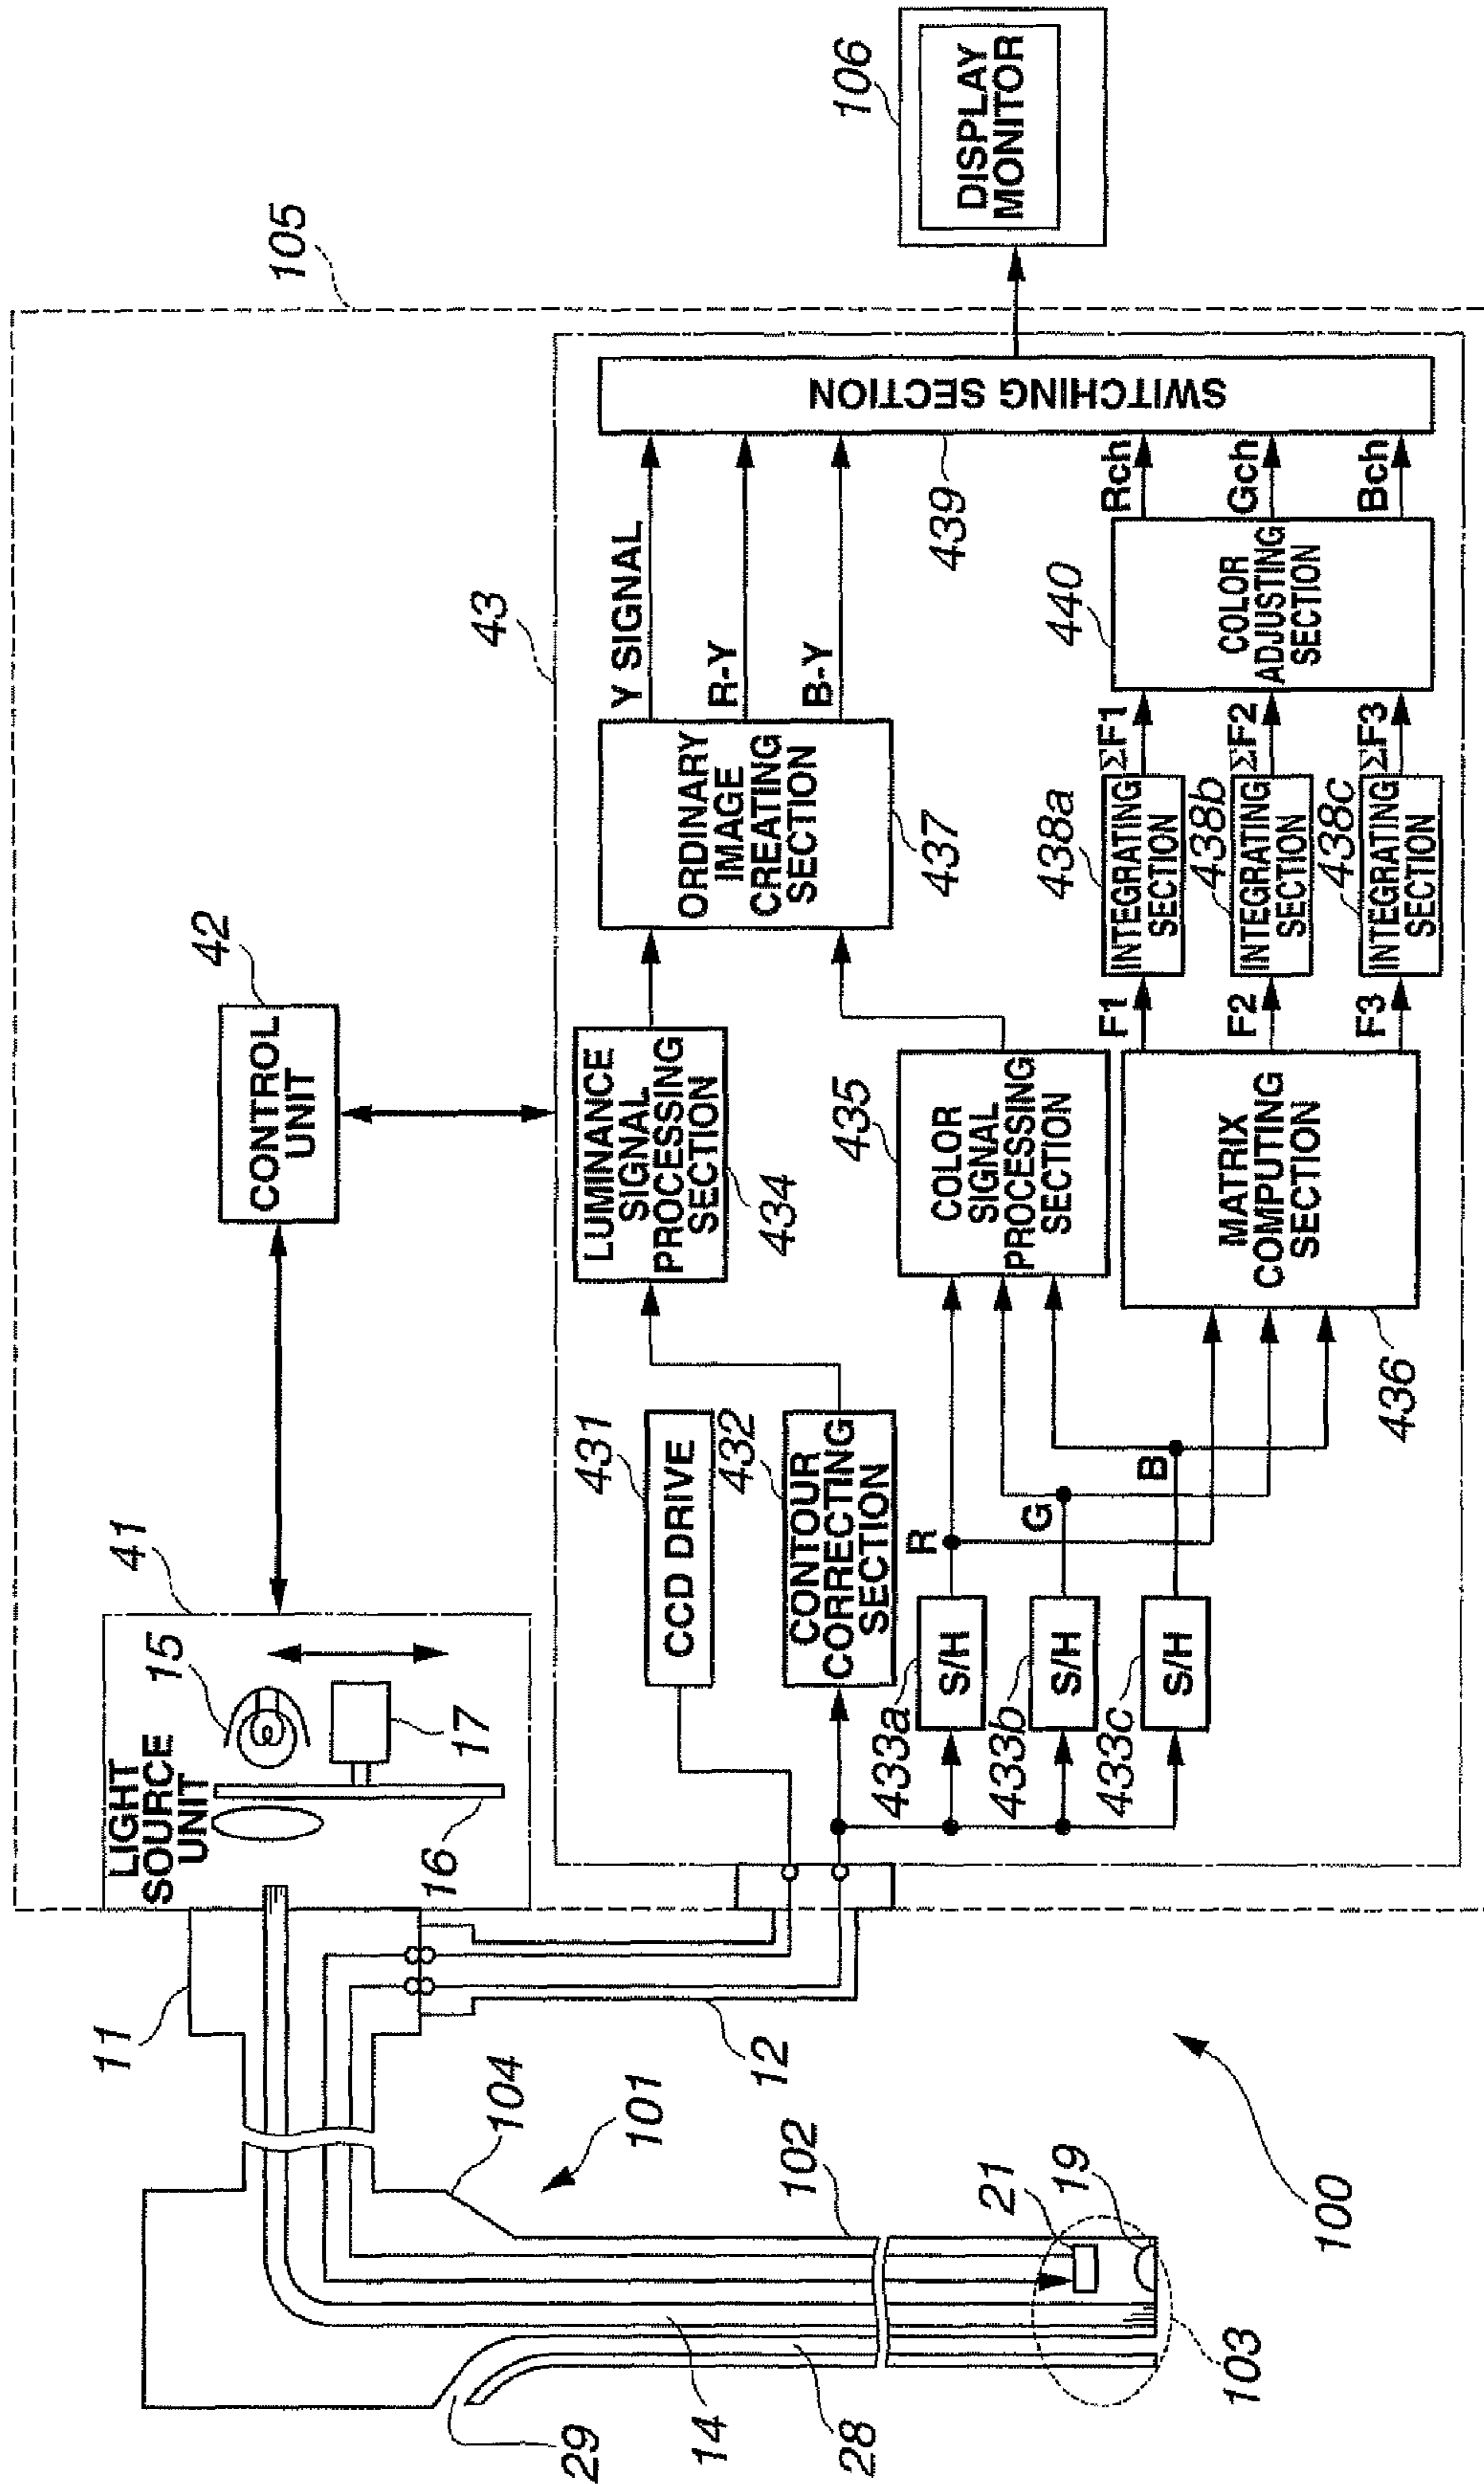 105
106
DISPLAY
MONITOR
41
LIGHT
SOURCE
UNIT
15
17
16
42
CONTROL
UNIT
43
11
12
104
101
102
21
19
103
100
29
14
28
431
CCD DRIVE
432
CONTOUR
CORRECTING
SECTION
433a
S/H
433b
S/H
433c
S/H
R
G
B
LUMINANCE
SIGNAL
PROCESSING
SECTION
434
435
COLOR
SIGNAL
PROCESSING
SECTION
MATRIX
COMPUTING
SECTION
436
ORDINARY
IMAGE
CREATING
SECTION
437
Y SIGNAL
R-Y
B-Y
F1
F2
F3
438a
INTEGRATING
SECTION
438b
INTEGRATING
SECTION
438c
INTEGRATING
SECTION
ΣF1
ΣF2
ΣF3
440
COLOR
ADJUSTING
SECTION
Rch
Gch
Bch
439
SWITCHING SECTION